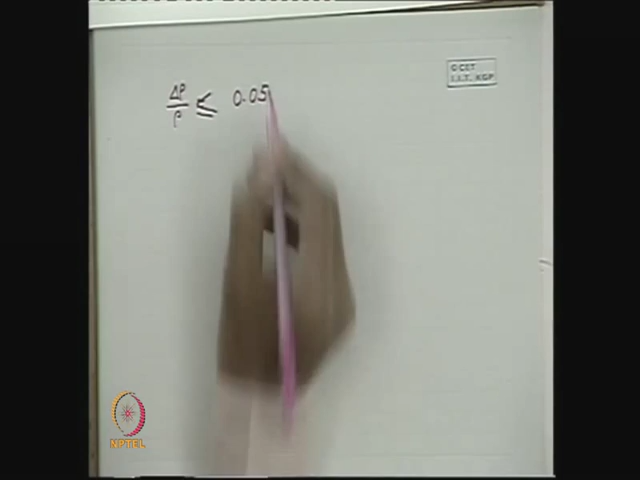 © CET
I.I.T. KGP
Δρ/ρ ≤ 0.05
NPTEL